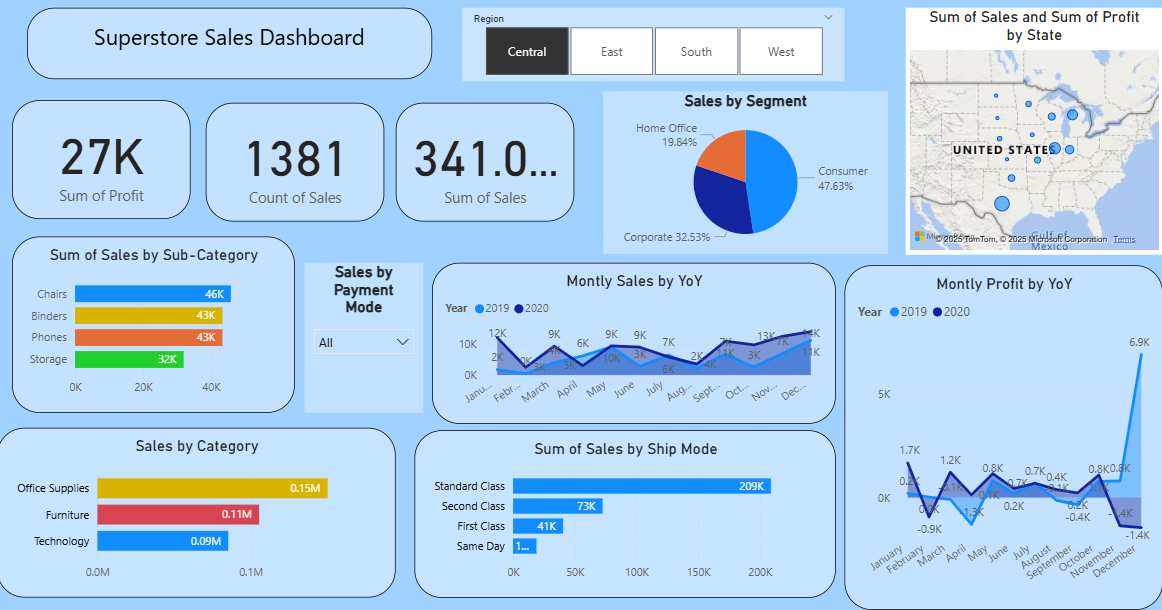 Superstore Sales Dashboard
Region
Central
East
South
West
Sum of Sales and Sum of Profit
by State
UNITED STATES
Gulf of
Mexico
© 2025 TomTom, © 2025 Microsoft Corporation Terms
27K
Sum of Profit
1381
Count of Sales
341.0...
Sum of Sales
Sales by Segment
Home Office
19.84%
Consumer
47.63%
Corporate 32.53%
Sum of Sales by Sub-Category
Chairs 46K
Binders 43K
Phones 43K
Storage 32K
0K 20K 40K
Sales by
Payment
Mode
All
Montly Sales by YoY
Year 2019 2020
10K
0K
12K
2K
0K
3K
9K
4K
6K
3K
9K
10K
9K
3K
7K
6K
2K
4K
7K
11K
3K
13K
7K
14K
11K
Janu... Febr... March April May June July Aug... Sept... Oct... Nov... Dec...
Montly Profit by YoY
Year 2019 2020
5K
0K
6.9K
1.7K
0.2K
-0.9K
1.2K
-0.1K
-1.3K
0.8K
0.1K
0.7K
0.2K
0.7K
0.4K
0.2K
-0.4K
0.8K
0.8K
-1.4K
-1.4K
January February March April May June July August September October November December
Sales by Category
Office Supplies 0.15M
Furniture 0.11M
Technology 0.09M
0.0M 0.1M
Sum of Sales by Ship Mode
Standard Class 209K
Second Class 73K
First Class 41K
Same Day 1...
0K 50K 100K 150K 200K